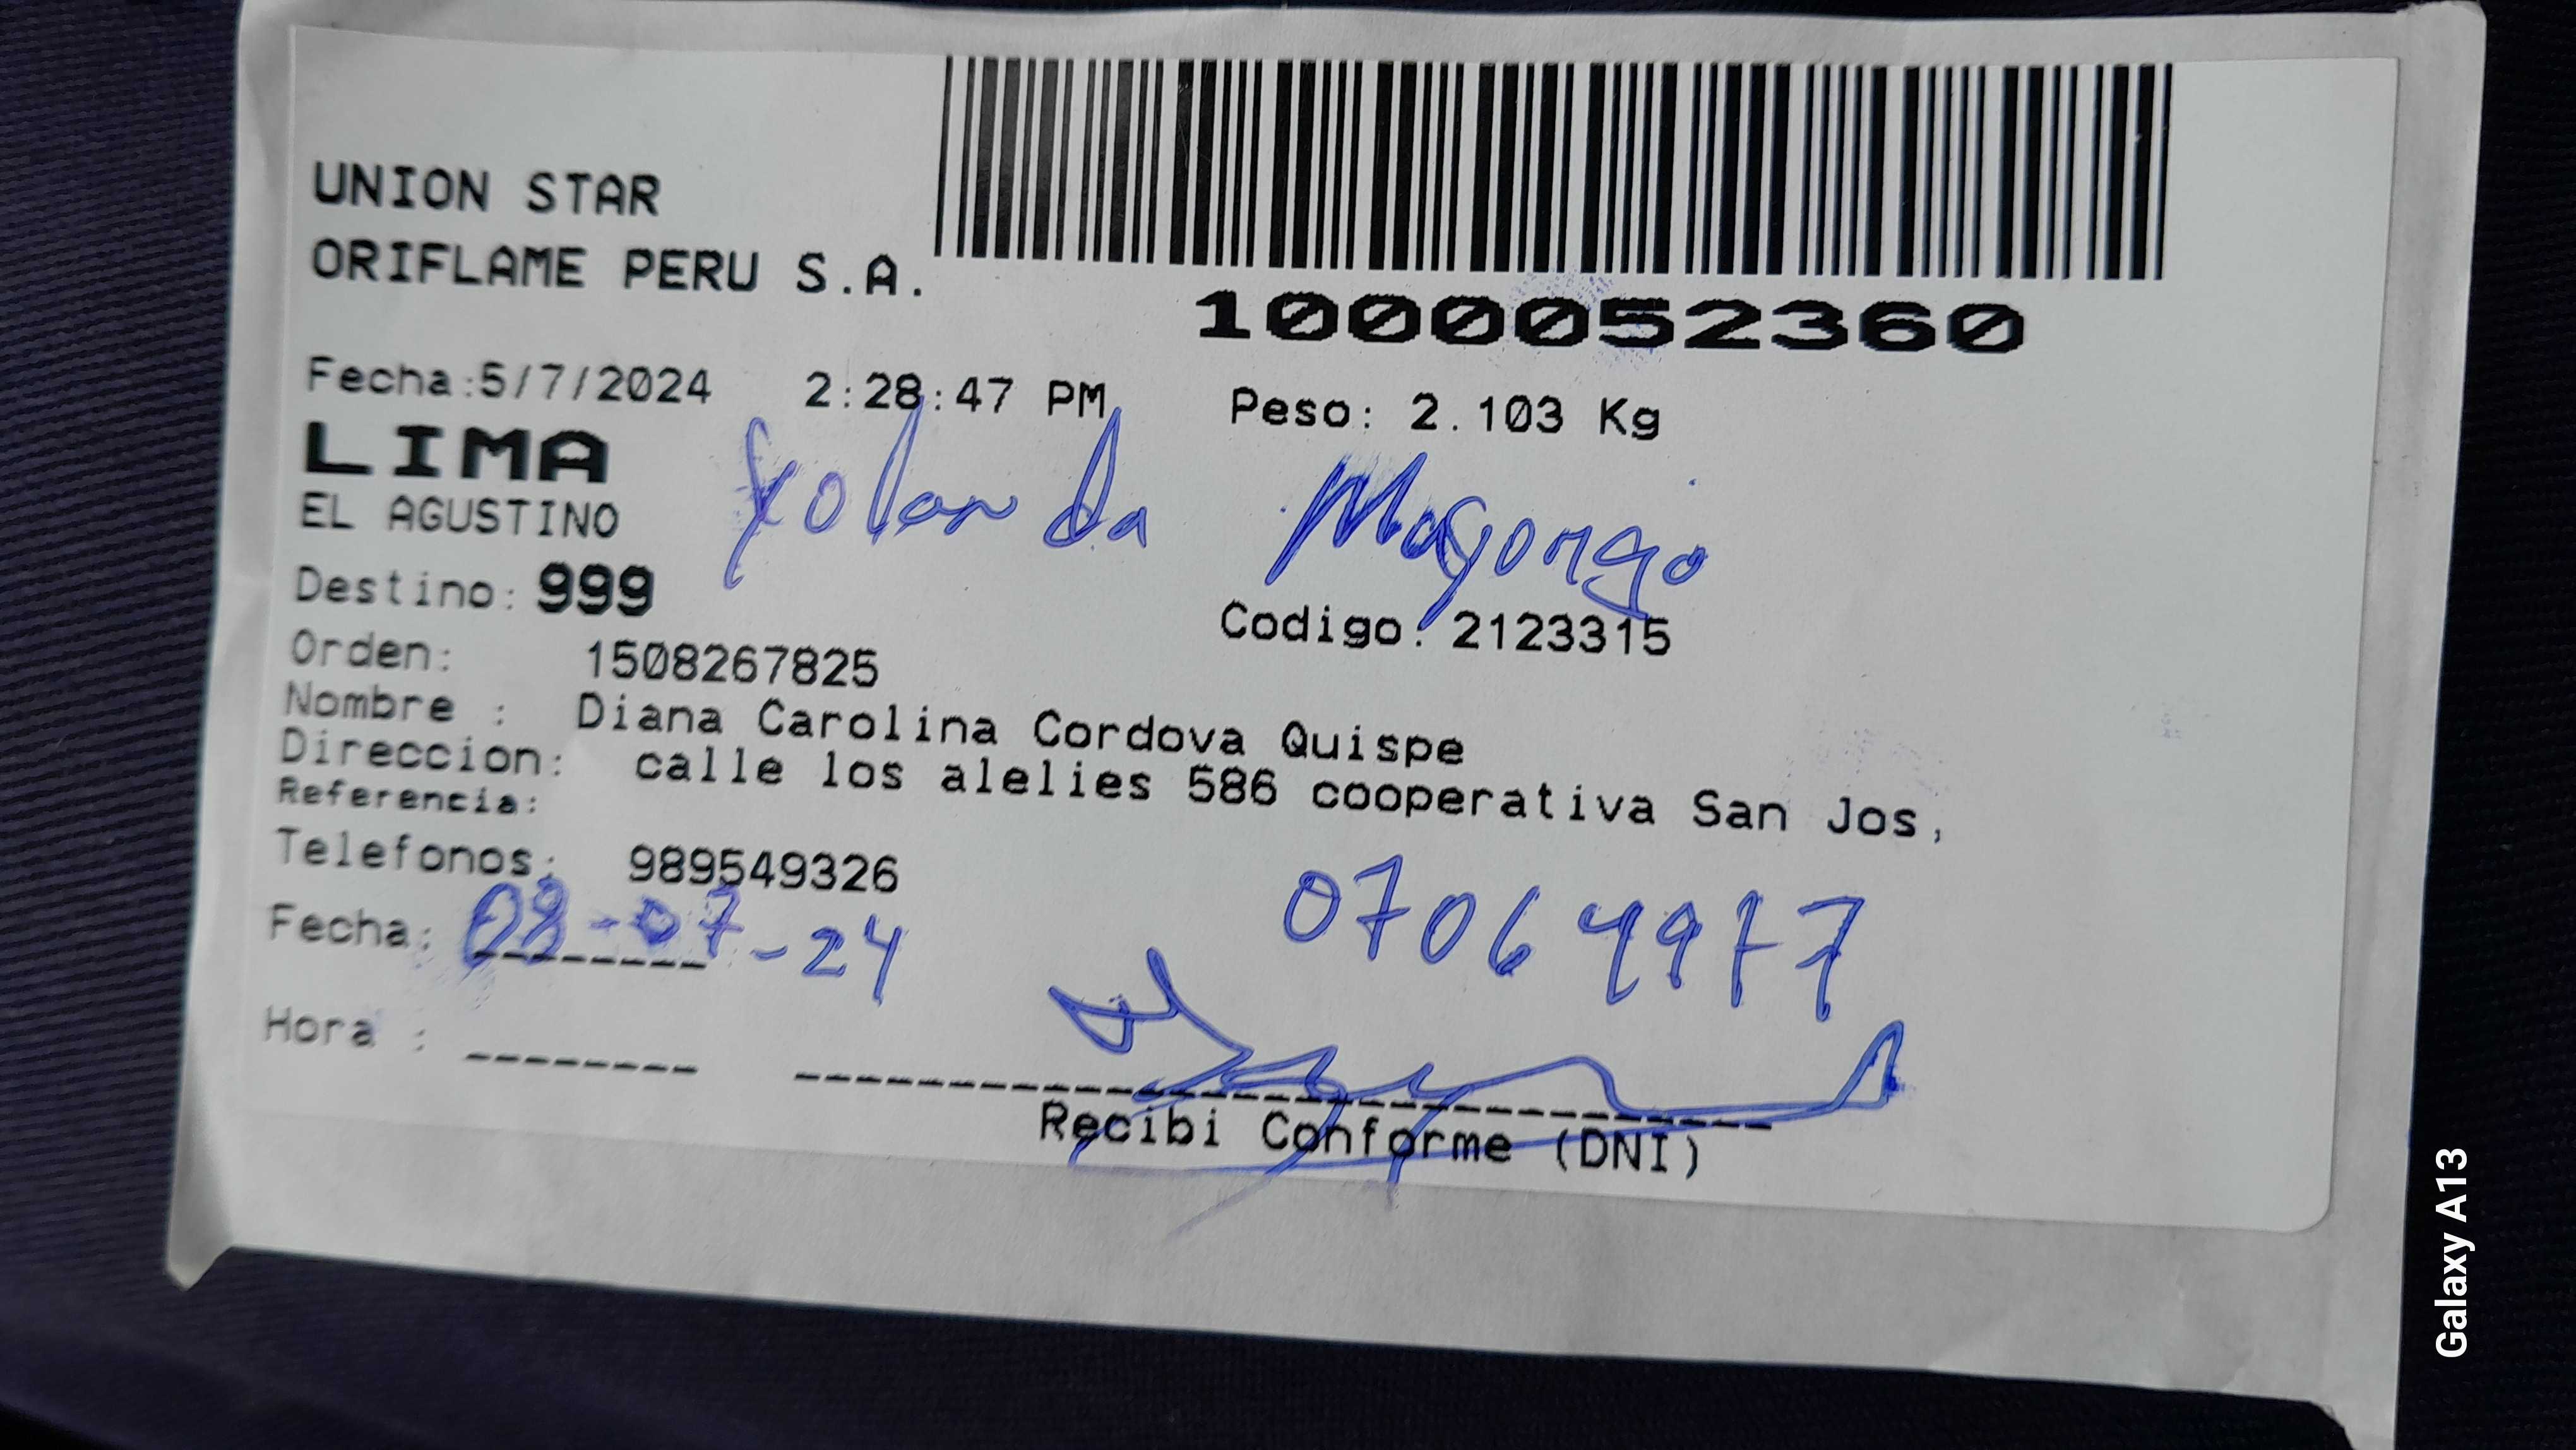 UNION STAR
ORIFLAME PERU S.A.
1000052360
Fecha:5/7/2024 2:28:47 PM Peso: 2.103 Kg
LIMA
EL AGUSTINO
Yolanda Mayongo
Destino: 999
Codigo: 2123315
Orden: 1508267825
Nombre : Diana Carolina Cordova Quispe
Direccion: calle los alelies 586 cooperativa San Jos,
Referencia:
Telefonos: 989549326
07064977
Fecha: 08-07-24
Hora :
Recibi Conforme (DNI)
Galaxy A13